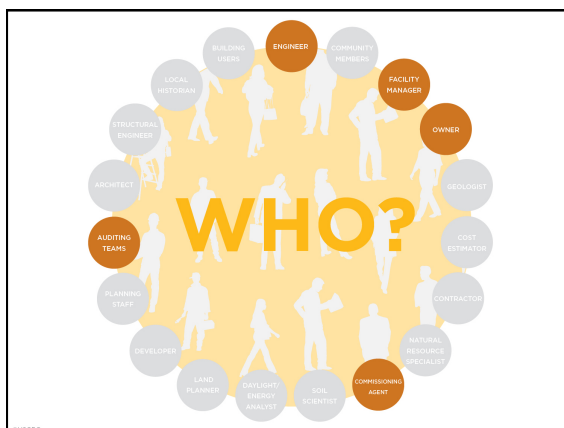 ENGINEER
COMMUNITY
MEMBERS
FACILITY
MANAGER
OWNER
GEOLOGIST
COST
ESTIMATOR
CONTRACTOR
NATURAL
RESOURCE
SPECIALIST
COMMISSIONING
AGENT
SOIL
SCIENTIST
DAYLIGHT/
ENERGY
ANALYST
LAND
PLANNER
DEVELOPER
PLANNING
STAFF
AUDITING
TEAMS
ARCHITECT
STRUCTURAL
ENGINEER
LOCAL
HISTORIAN
BUILDING
USERS
WHO?